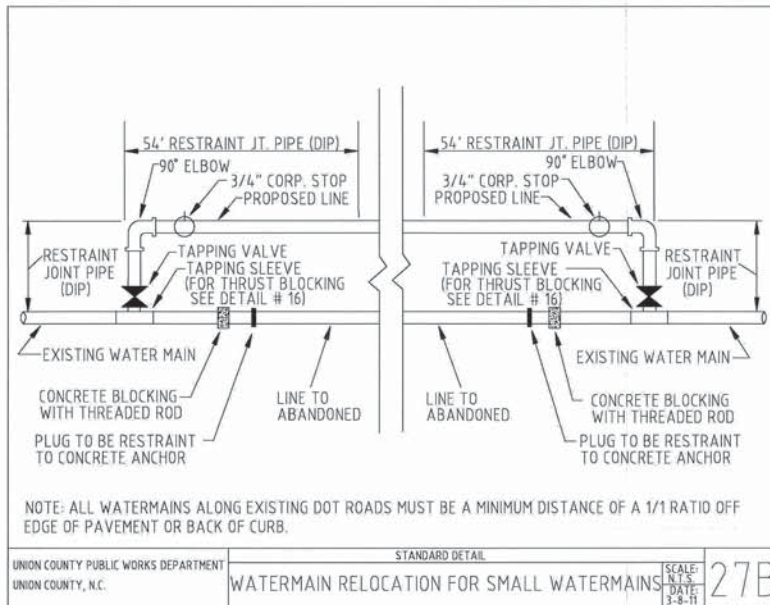 54' RESTRAINT JT. PIPE (DIP)
90° ELBOW
3/4" CORP. STOP
PROPOSED LINE
RESTRAINT
JOINT PIPE
(DIP)
TAPPING VALVE
TAPPING SLEEVE
(FOR THRUST BLOCKING
SEE DETAIL # 16)
EXISTING WATER MAIN
CONCRETE BLOCKING
WITH THREADED ROD
LINE TO
ABANDONED
PLUG TO BE RESTRAINT
TO CONCRETE ANCHOR
54' RESTRAINT JT. PIPE (DIP)
90° ELBOW
3/4" CORP. STOP
PROPOSED LINE
TAPPING VALVE
TAPPING SLEEVE
(FOR THRUST BLOCKING
SEE DETAIL # 16)
RESTRAINT
JOINT PIPE
(DIP)
EXISTING WATER MAIN
LINE TO
ABANDONED
CONCRETE BLOCKING
WITH THREADED ROD
PLUG TO BE RESTRAINT
TO CONCRETE ANCHOR
NOTE: ALL WATERMAINS ALONG EXISTING DOT ROADS MUST BE A MINIMUM DISTANCE OF A 1/1 RATIO OFF
EDGE OF PAVEMENT OR BACK OF CURB.
UNION COUNTY PUBLIC WORKS DEPARTMENT
UNION COUNTY, N.C.
STANDARD DETAIL
WATERMAIN RELOCATION FOR SMALL WATERMAINS
SCALE:
N.T.S.
DATE:
3-8-11
27B